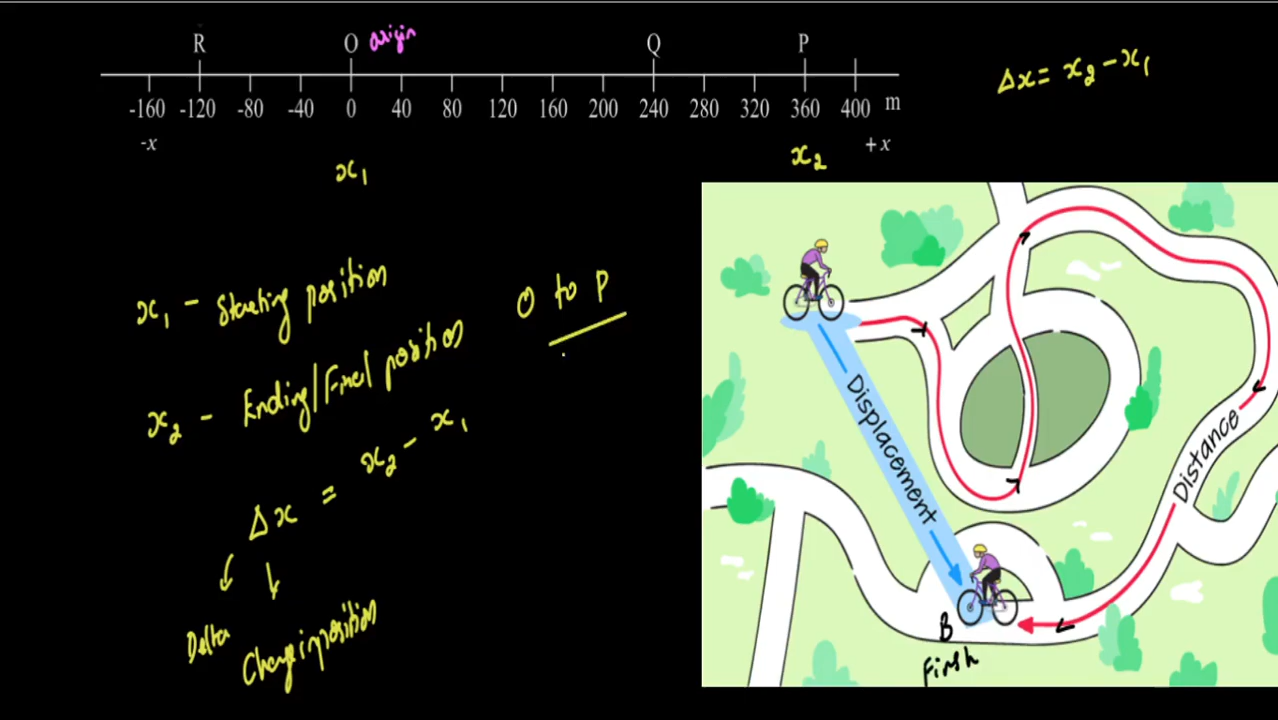 R O origin Q P
Δx = x₂ - x₁
-160 -120 -80 -40 0 40 80 120 160 200 240 280 320 360 400 m
-x +x
x₁ x₂
x₁ - Starting position
O to P
x₂ - Ending/Final position
Δx = x₂ - x₁
Delta
Change in position
Displacement
Distance
B
Finsh